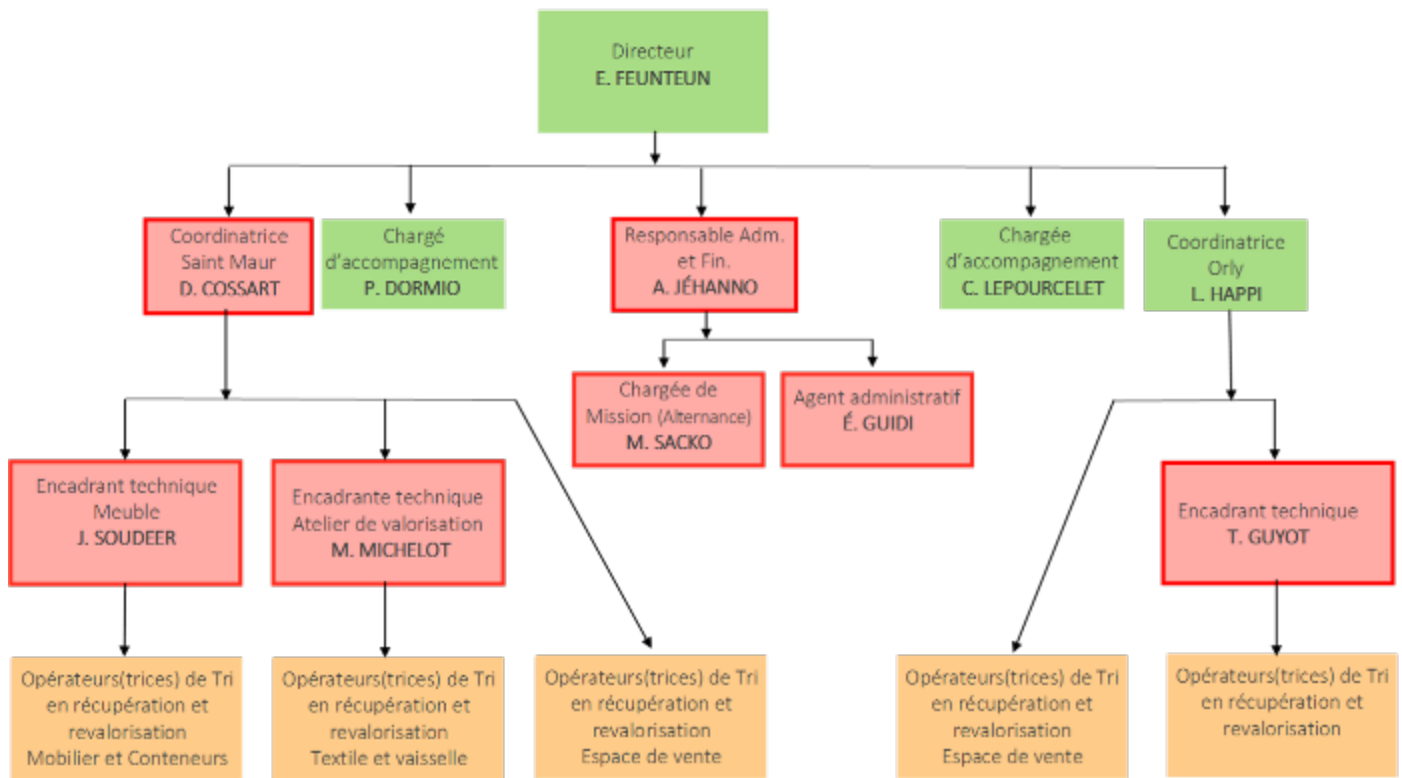 Directeur
E. FEUNTEUN
Coordinatrice
Saint Maur
D. COSSART
Chargé
d'accompagnement
P. DORMIO
Responsable Adm.
et Fin.
A. JÉHANNO
Chargée
d'accompagnement
C. LEPOURCELET
Coordinatrice
Orly
L. HAPPI
Chargée de
Mission (Alternance)
M. SACKO
Agent administratif
É. GUIDI
Encadrant technique
Meuble
J. SOUDEER
Encadrante technique
Atelier de valorisation
M. MICHELOT
Encadrant technique
T. GUYOT
Opérateurs(trices) de Tri
en récupération et
revalorisation
Mobilier et Conteneurs
Opérateurs(trices) de Tri
en récupération et
revalorisation
Textile et vaisselle
Opérateurs(trices) de Tri
en récupération et
revalorisation
Espace de vente
Opérateurs(trices) de Tri
en récupération et
revalorisation
Espace de vente
Opérateurs(trices) de Tri
en récupération et
revalorisation